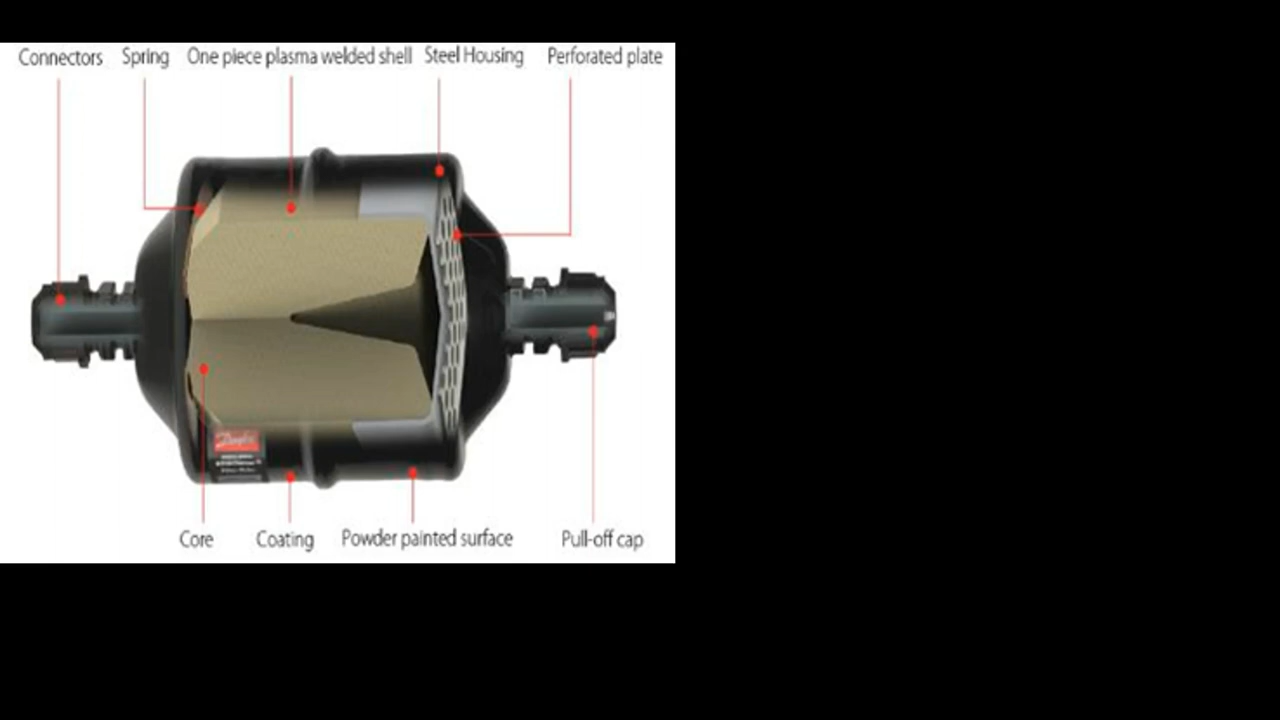 Connectors
Spring
One piece plasma welded shell
Steel Housing
Perforated plate
Danfoss
Core
Coating
Powder painted surface
Pull-off cap